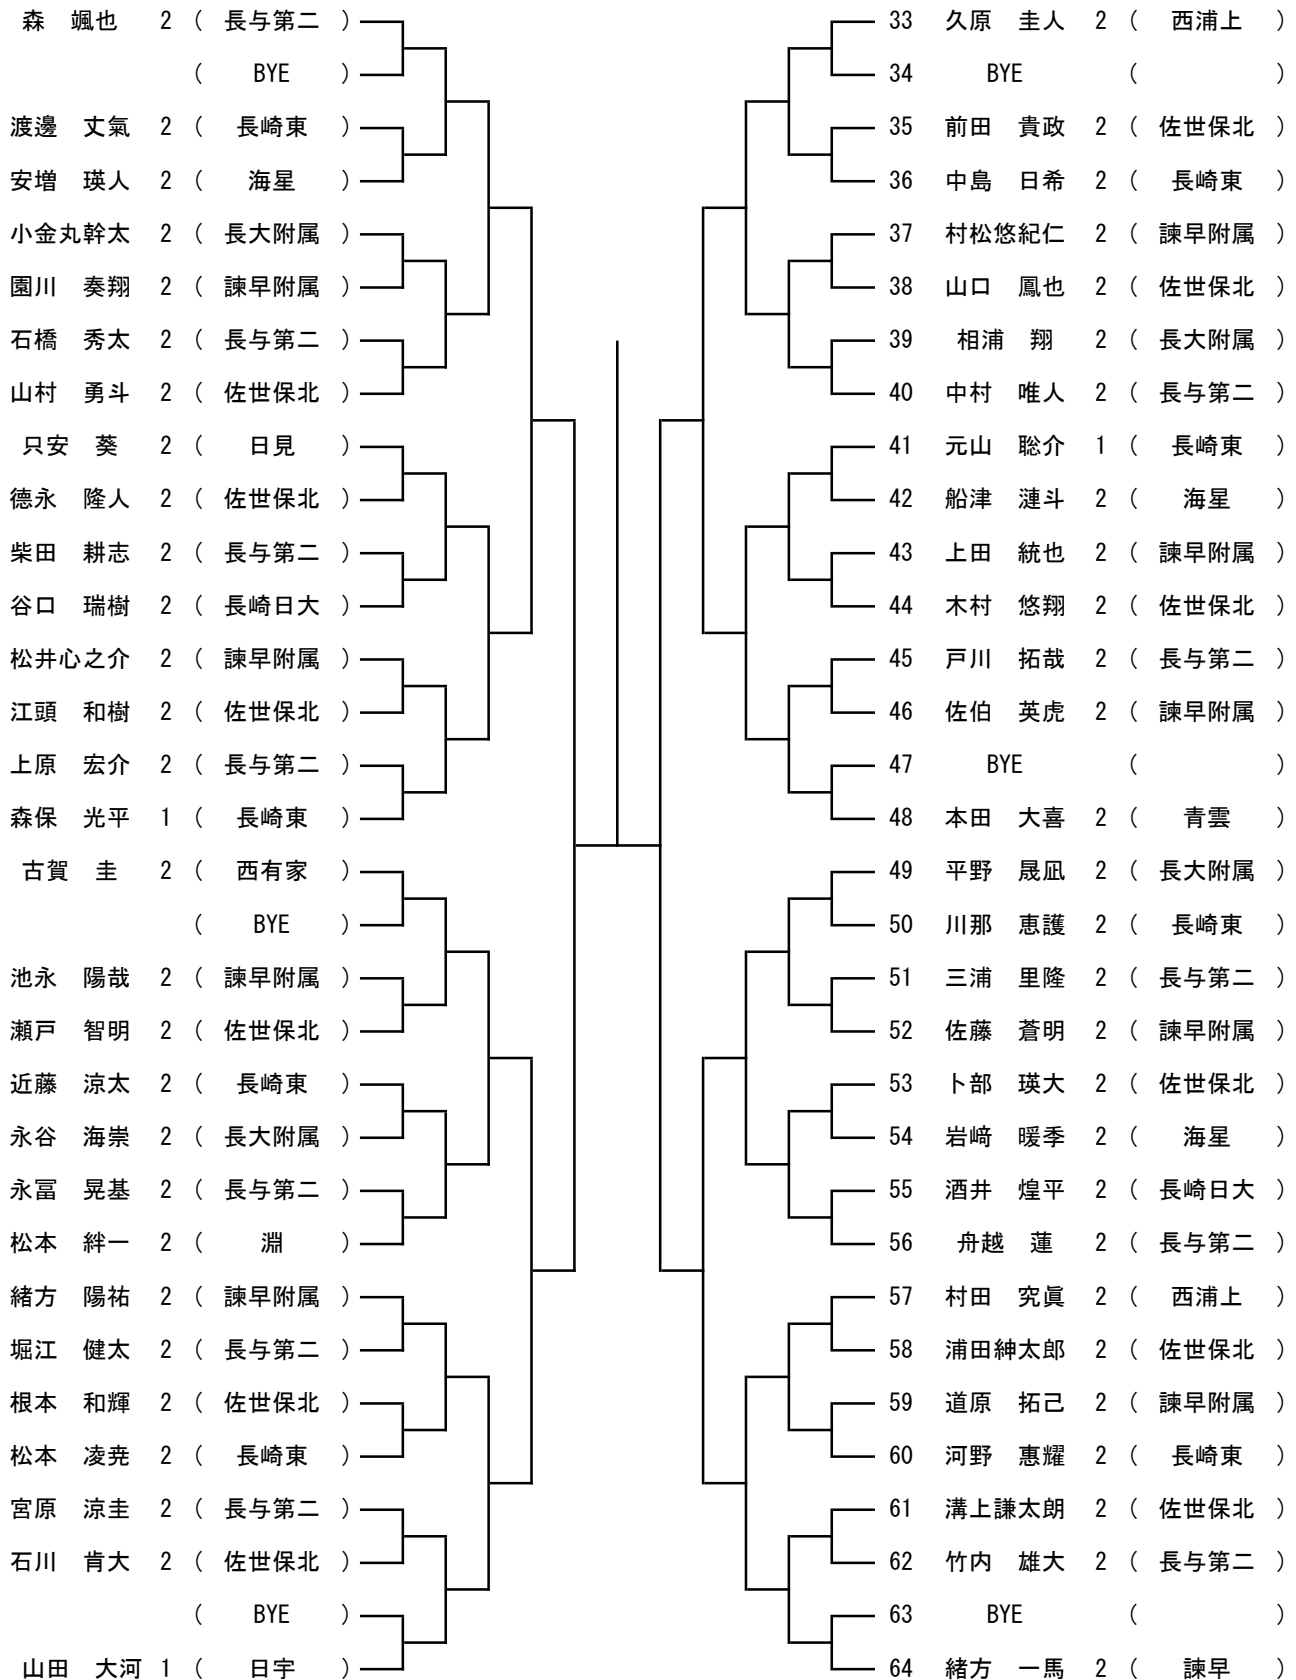 森　颯也　2（長与第二）
（BYE）
渡邊　丈氣　2（長崎東）
安増　瑛人　2（海星）
小金丸幹太　2（長大附属）
園川　奏翔　2（諫早附属）
石橋　秀太　2（長与第二）
山村　勇斗　2（佐世保北）
只安　葵　2（日見）
德永　隆人　2（佐世保北）
柴田　耕志　2（長与第二）
谷口　瑞樹　2（長崎日大）
松井心之介　2（諫早附属）
江頭　和樹　2（佐世保北）
上原　宏介　2（長与第二）
森保　光平　1（長崎東）
古賀　圭　2（西有家）
（BYE）
池永　陽哉　2（諫早附属）
瀬戸　智明　2（佐世保北）
近藤　涼太　2（長崎東）
永谷　海崇　2（長大附属）
永冨　晃基　2（長与第二）
松本　絆一　2（淵）
緒方　陽祐　2（諫早附属）
堀江　健太　2（長与第二）
根本　和輝　2（佐世保北）
松本　凌尭　2（長崎東）
宮原　涼圭　2（長与第二）
石川　肯大　2（佐世保北）
（BYE）
山田　大河　1（日宇）
33　久原　圭人　2（西浦上）
34　BYE（　）
35　前田　貴政　2（佐世保北）
36　中島　日希　2（長崎東）
37　村松悠紀仁　2（諫早附属）
38　山口　鳳也　2（佐世保北）
39　相浦　翔　2（長大附属）
40　中村　唯人　2（長与第二）
41　元山　聡介　1（長崎東）
42　船津　漣斗　2（海星）
43　上田　統也　2（諫早附属）
44　木村　悠翔　2（佐世保北）
45　戸川　拓哉　2（長与第二）
46　佐伯　英虎　2（諫早附属）
47　BYE（　）
48　本田　大喜　2（青雲）
49　平野　晟凪　2（長大附属）
50　川那　恵護　2（長崎東）
51　三浦　里隆　2（長与第二）
52　佐藤　蒼明　2（諫早附属）
53　卜部　瑛大　2（佐世保北）
54　岩﨑　暖季　2（海星）
55　酒井　煌平　2（長崎日大）
56　舟越　蓮　2（長与第二）
57　村田　究眞　2（西浦上）
58　浦田紳太郎　2（佐世保北）
59　道原　拓己　2（諫早附属）
60　河野　惠耀　2（長崎東）
61　溝上謙太朗　2（佐世保北）
62　竹内　雄大　2（長与第二）
63　BYE（　）
64　緒方　一馬　2（諫早）